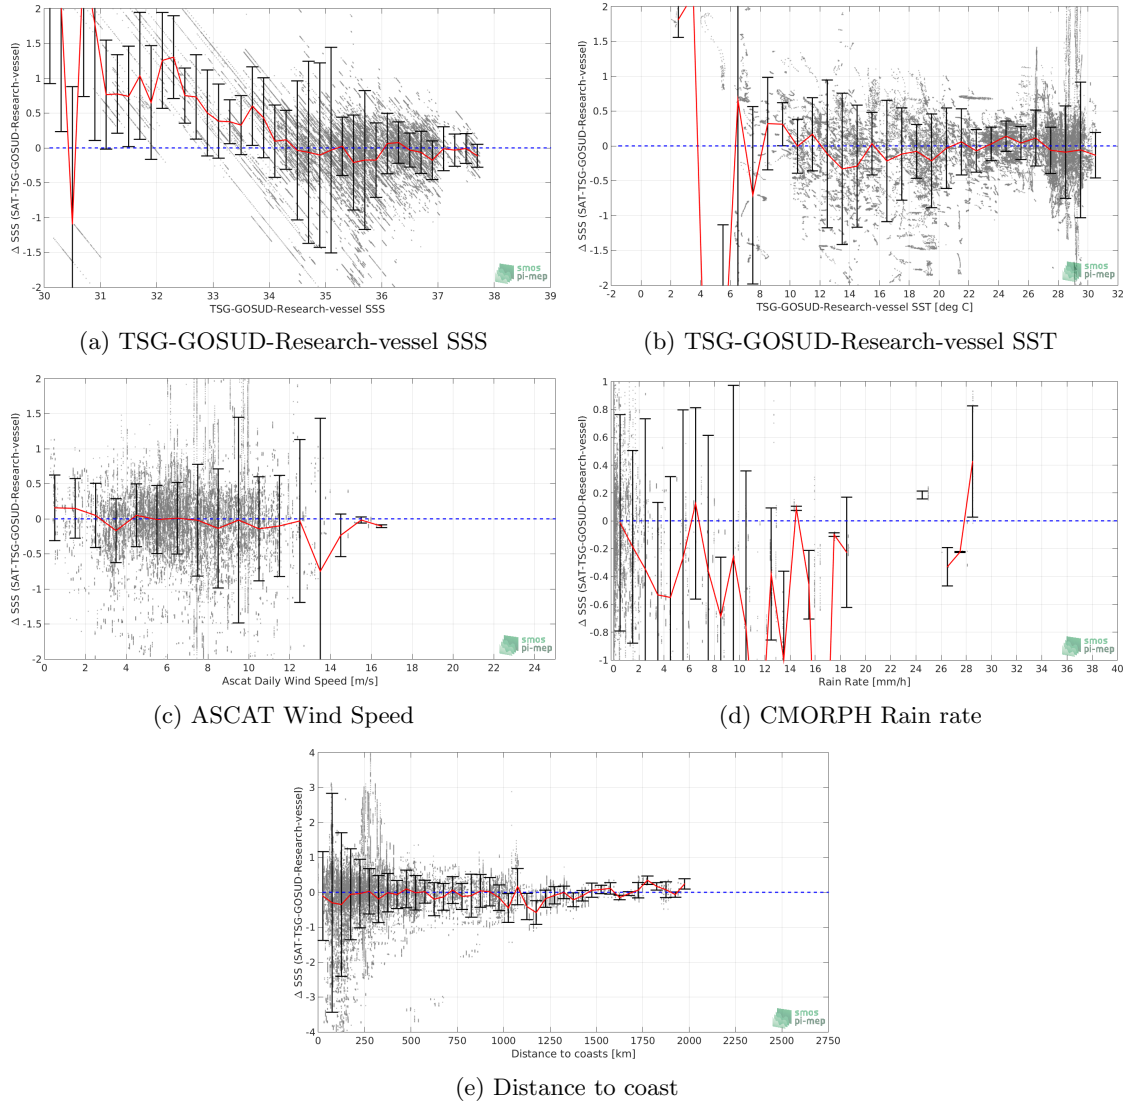 Δ SSS (SAT-TSG-GOSUD-Research-vessel)
2
1.5
1
0.5
0
-0.5
-1
-1.5
-2
30 31 32 33 34 35 36 37 38 39
TSG-GOSUD-Research-vessel SSS
smos
pi-mep
(a) TSG-GOSUD-Research-vessel SSS
Δ SSS (SAT-TSG-GOSUD-Research-vessel)
2
1.5
1
0.5
0
-0.5
-1
-1.5
-2
0 2 4 6 8 10 12 14 16 18 20 22 24 26 28 30 32
TSG-GOSUD-Research-vessel SST [deg C]
smos
pi-mep
(b) TSG-GOSUD-Research-vessel SST
Δ SSS (SAT-TSG-GOSUD-Research-vessel)
2
1.5
1
0.5
0
-0.5
-1
-1.5
-2
0 2 4 6 8 10 12 14 16 18 20 22 24
Ascat Daily Wind Speed [m/s]
smos
pi-mep
(c) ASCAT Wind Speed
Δ SSS (SAT-TSG-GOSUD-Research-vessel)
1
0.8
0.6
0.4
0.2
0
-0.2
-0.4
-0.6
-0.8
-1
0 2 4 6 8 10 12 14 16 18 20 22 24 26 28 30 32 34 36 38 40
Rain Rate [mm/h]
smos
pi-mep
(d) CMORPH Rain rate
Δ SSS (SAT-TSG-GOSUD-Research-vessel)
4
3
2
1
0
-1
-2
-3
-4
0 250 500 750 1000 1250 1500 1750 2000 2250 2500 2750
Distance to coasts [km]
smos
pi-mep
(e) Distance to coast